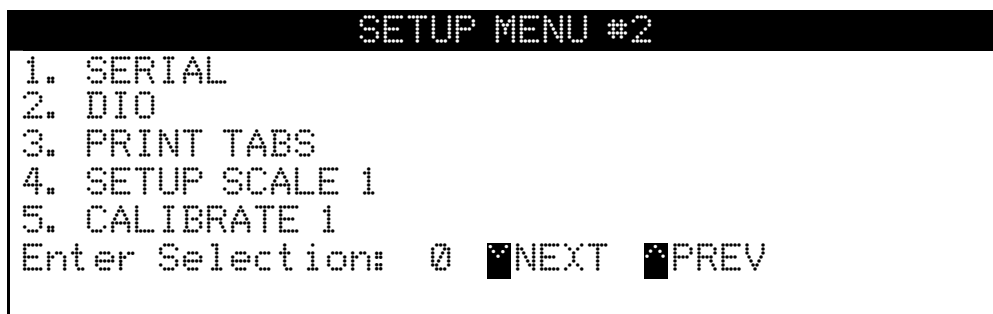 SETUP MENU #2
1. SERIAL
2. DIO
3. PRINT TABS
4. SETUP SCALE 1
5. CALIBRATE 1
Enter Selection: 0 NEXT PREV